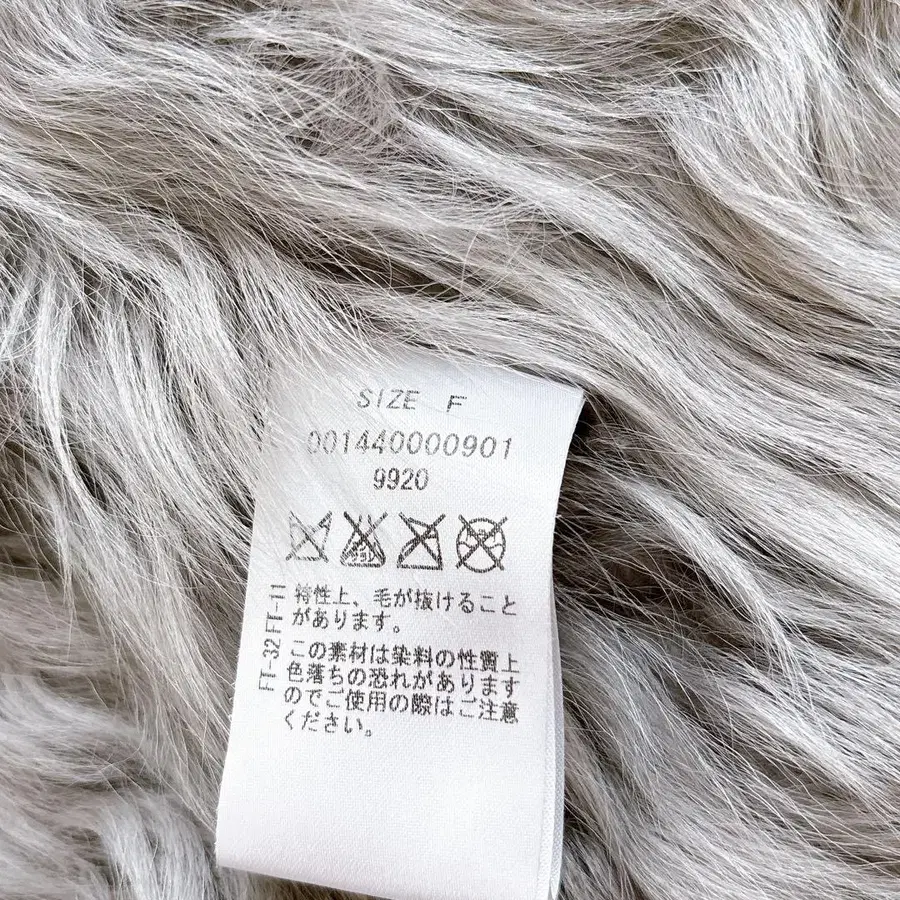 SIZE F
001440000901
9920
FT-32 FF-11
特性上、毛が抜けること
があります。
この素材は染料の性質上
色落ちの恐れがあります
のでご使用の際はご注意
ください。